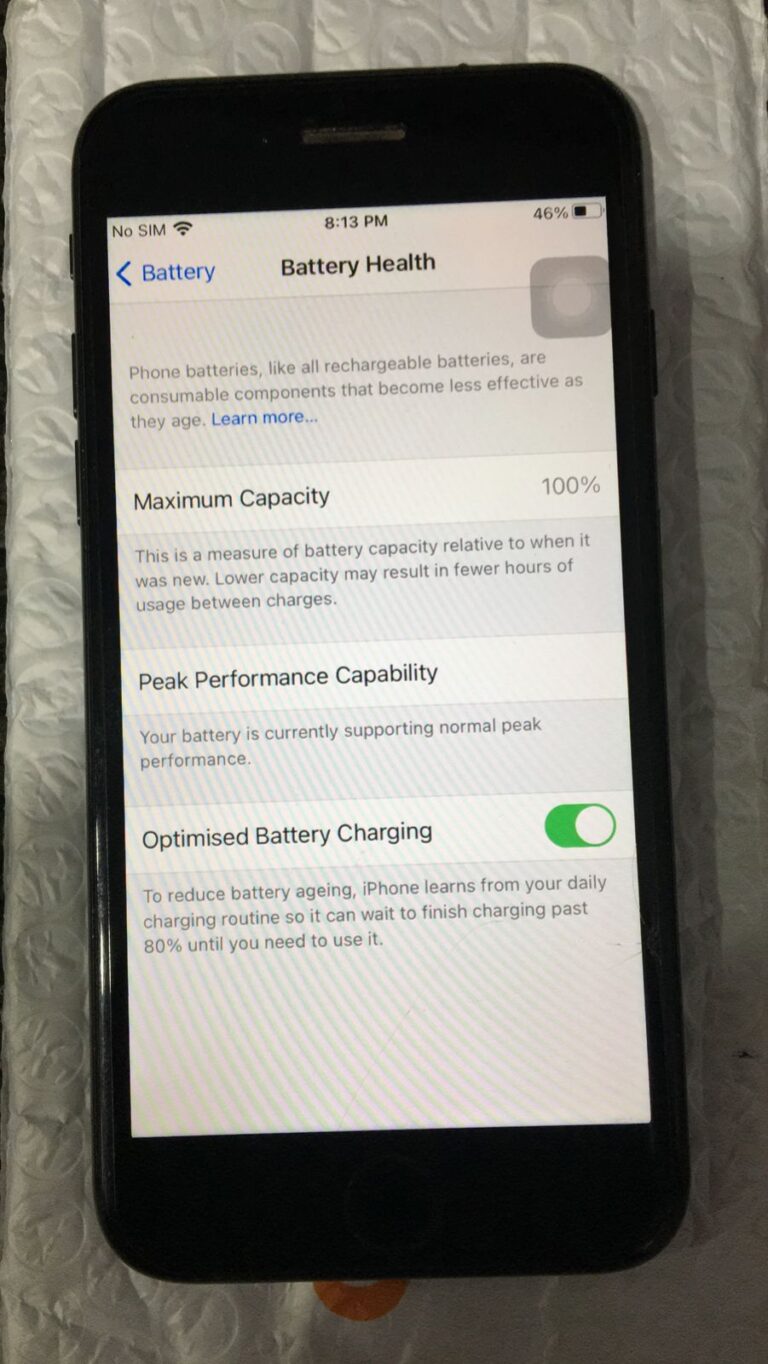 No SIM 8:13 PM 46%
Battery Battery Health
Phone batteries, like all rechargeable batteries, are
consumable components that become less effective as
they age. Learn more...
Maximum Capacity 100%
This is a measure of battery capacity relative to when it
was new. Lower capacity may result in fewer hours of
usage between charges.
Peak Performance Capability
Your battery is currently supporting normal peak
performance.
Optimised Battery Charging
To reduce battery ageing, iPhone learns from your daily
charging routine so it can wait to finish charging past
80% until you need to use it.